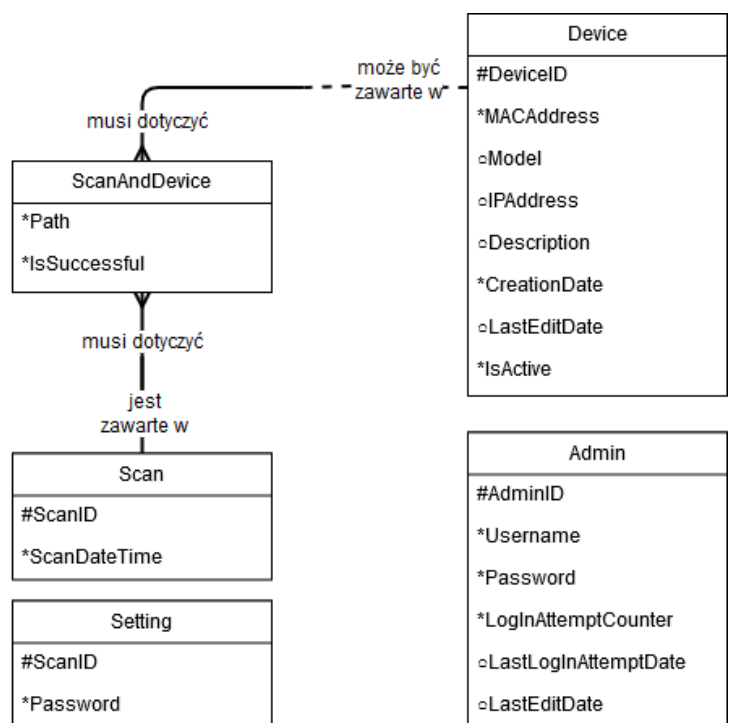 Device
#DeviceID
*MACAddress
○Model
○IPAddress
○Description
*CreationDate
○LastEditDate
*IsActive
może być
zawarte w
musi dotyczyć
ScanAndDevice
*Path
*IsSuccessful
musi dotyczyć
jest
zawarte w
Scan
#ScanID
*ScanDateTime
Setting
#ScanID
*Password
Admin
#AdminID
*Username
*Password
*LogInAttemptCounter
○LastLogInAttemptDate
○LastEditDate